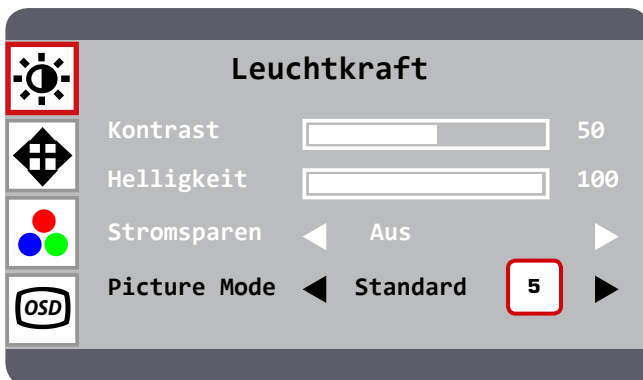 Leuchtkraft
Kontrast 50
Helligkeit 100
Stromsparen Aus
Picture Mode Standard 5
OSD